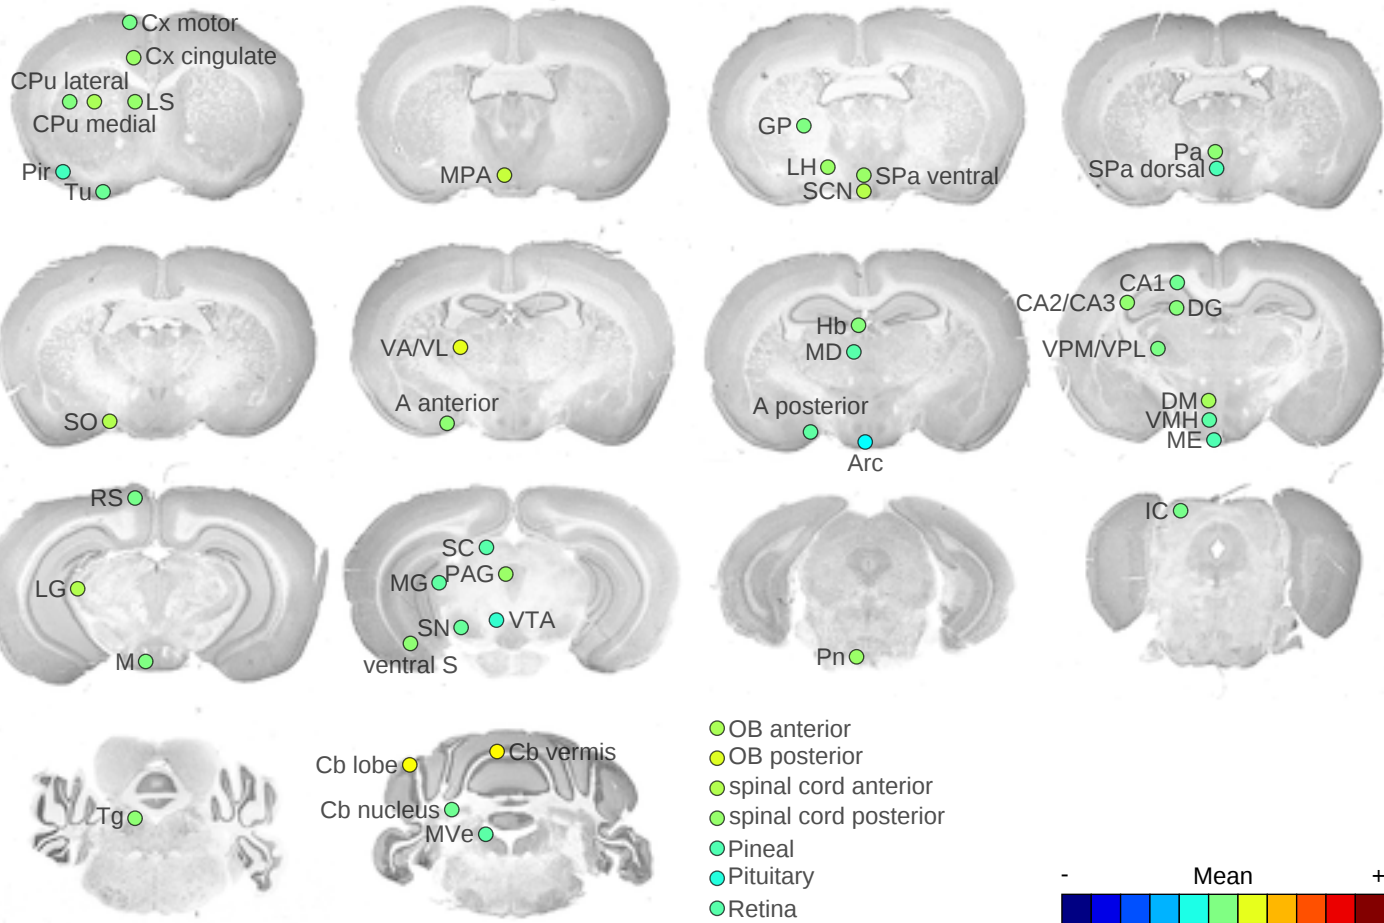 Cx motor
Cx cingulate
CPu lateral
LS
CPu medial
Pir
Tu
MPA
GP
LH
SPa ventral
SCN
Pa
SPa dorsal
SO
VA/VL
A anterior
Hb
MD
A posterior
Arc
CA1
CA2/CA3
DG
VPM/VPL
DM
VMH
ME
RS
LG
M
SC
MG
PAG
SN
VTA
ventral S
Pn
IC
Tg
Cb lobe
Cb vermis
Cb nucleus
MVe
OB anterior
OB posterior
spinal cord anterior
spinal cord posterior
Pineal
Pituitary
Retina
- Mean +